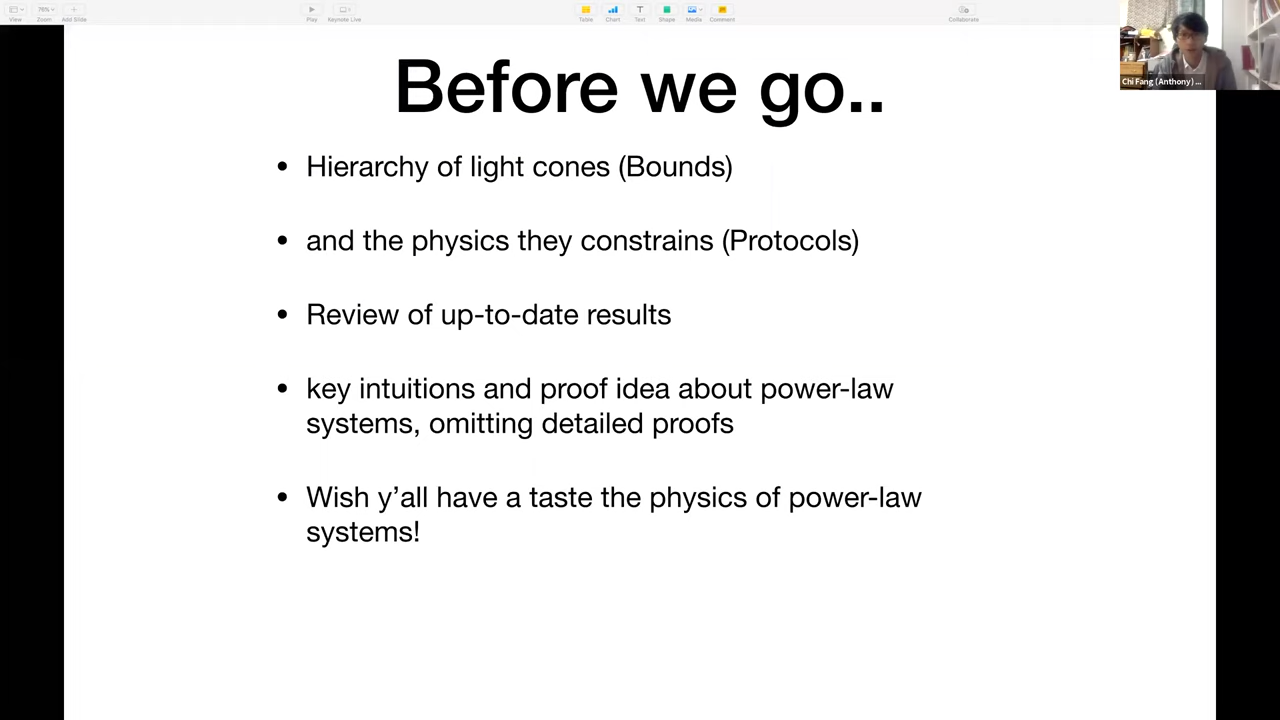 View
76%
Zoom
Add Slide
Play
Keynote Live
Table
Chart
Text
Shape
Media
Comment
Collaborate
Before we go..
• Hierarchy of light cones (Bounds)
• and the physics they constrains (Protocols)
• Review of up-to-date results
• key intuitions and proof idea about power-law
systems, omitting detailed proofs
• Wish y’all have a taste the physics of power-law
systems!
Chi Fang (Anthony) ...